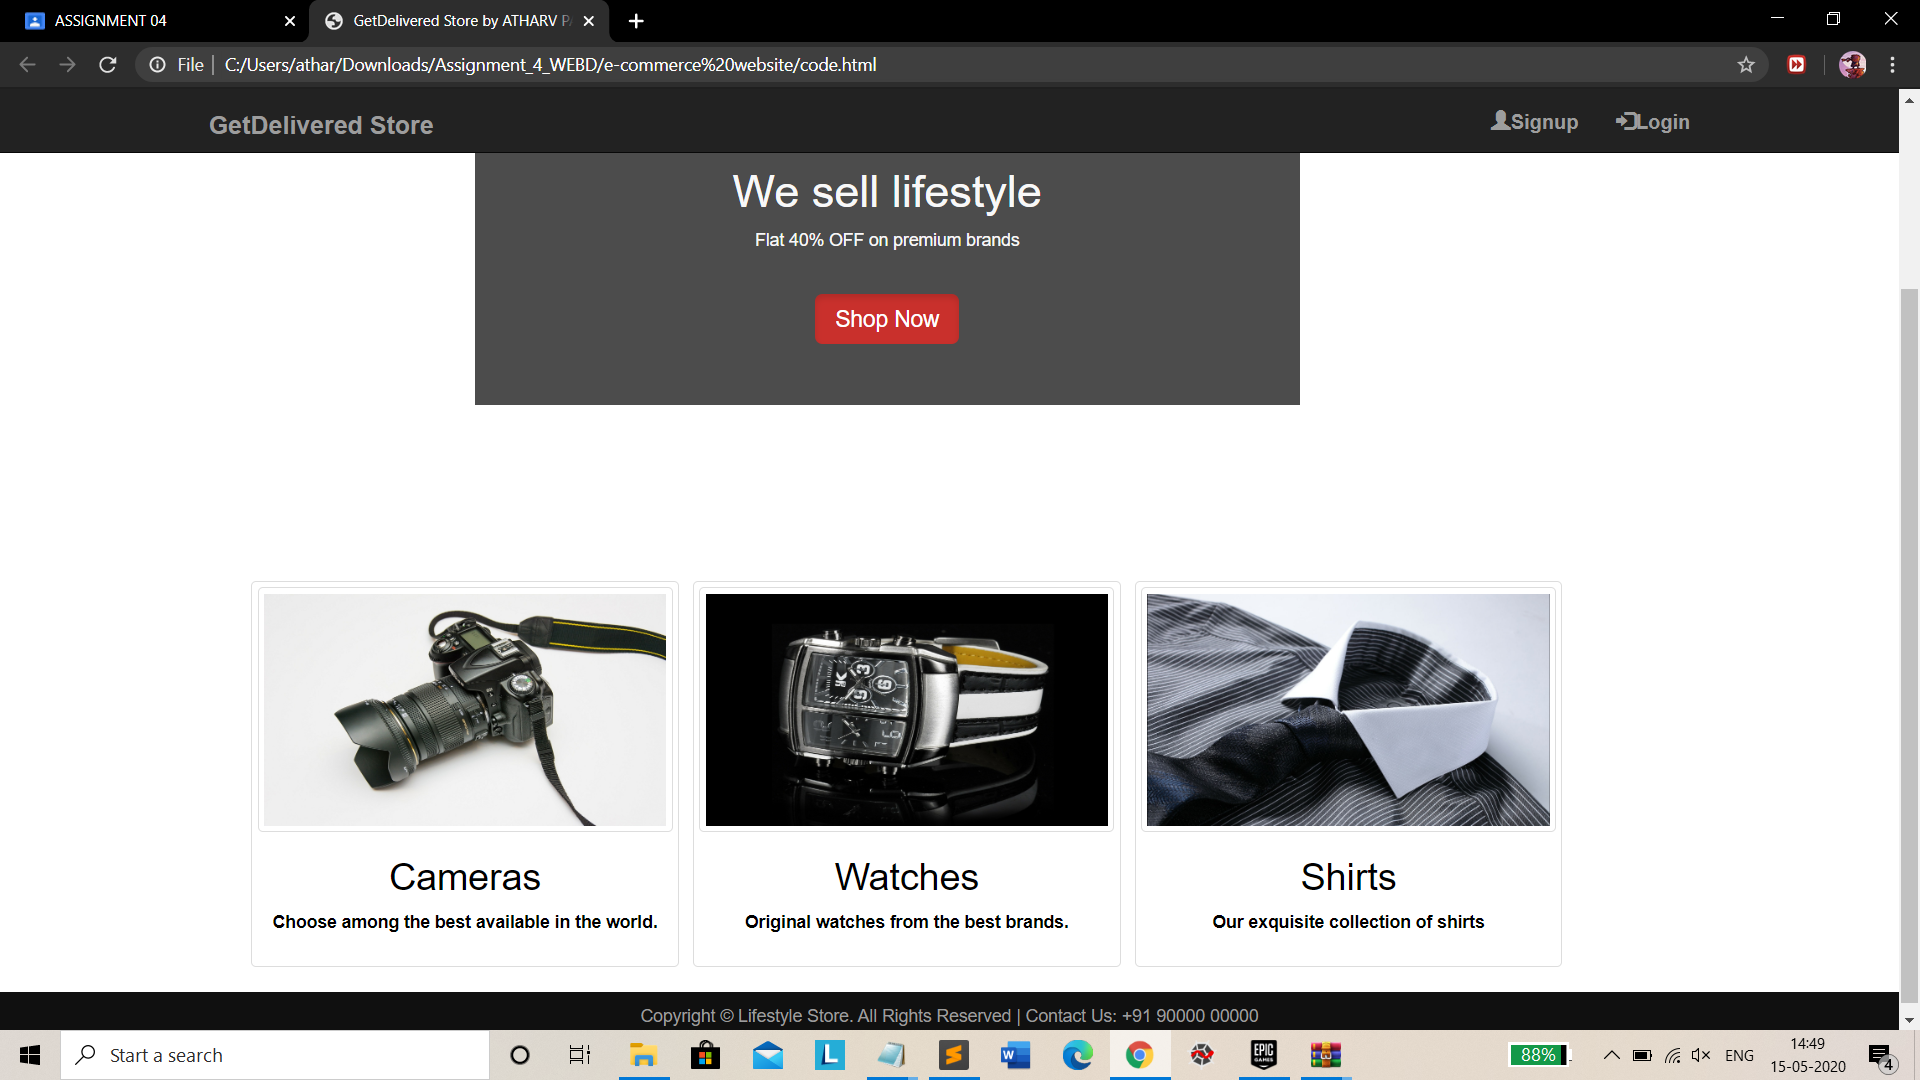 ASSIGNMENT 04
GetDelivered Store by ATHARV
File C:/Users/athar/Downloads/Assignment_4_WEBD/e-commerce%20website/code.html
GetDelivered Store
Signup
Login
We sell lifestyle
Flat 40% OFF on premium brands
Shop Now
Cameras
Choose among the best available in the world.
Watches
Original watches from the best brands.
Shirts
Our exquisite collection of shirts
Copyright © Lifestyle Store. All Rights Reserved | Contact Us: +91 90000 00000
Start a search
L
W
EPIC
GAMES
88%
ENG
14:49
15-05-2020
4